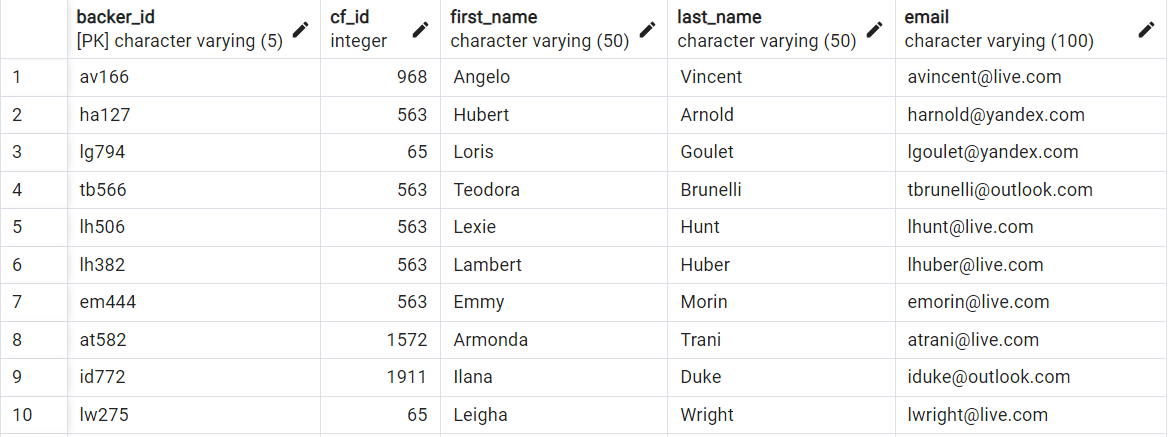 backer_id cf_id first_name last_name email
[PK] character varying (5) integer character varying (50) character varying (50) character varying (100)
1 av166 968 Angelo Vincent avincent@live.com
2 ha127 563 Hubert Arnold harnold@yandex.com
3 lg794 65 Loris Goulet lgoulet@yandex.com
4 tb566 563 Teodora Brunelli tbrunelli@outlook.com
5 lh506 563 Lexie Hunt lhunt@live.com
6 lh382 563 Lambert Huber lhuber@live.com
7 em444 563 Emmy Morin emorin@live.com
8 at582 1572 Armonda Trani atrani@live.com
9 id772 1911 Ilana Duke iduke@outlook.com
10 lw275 65 Leigha Wright lwright@live.com